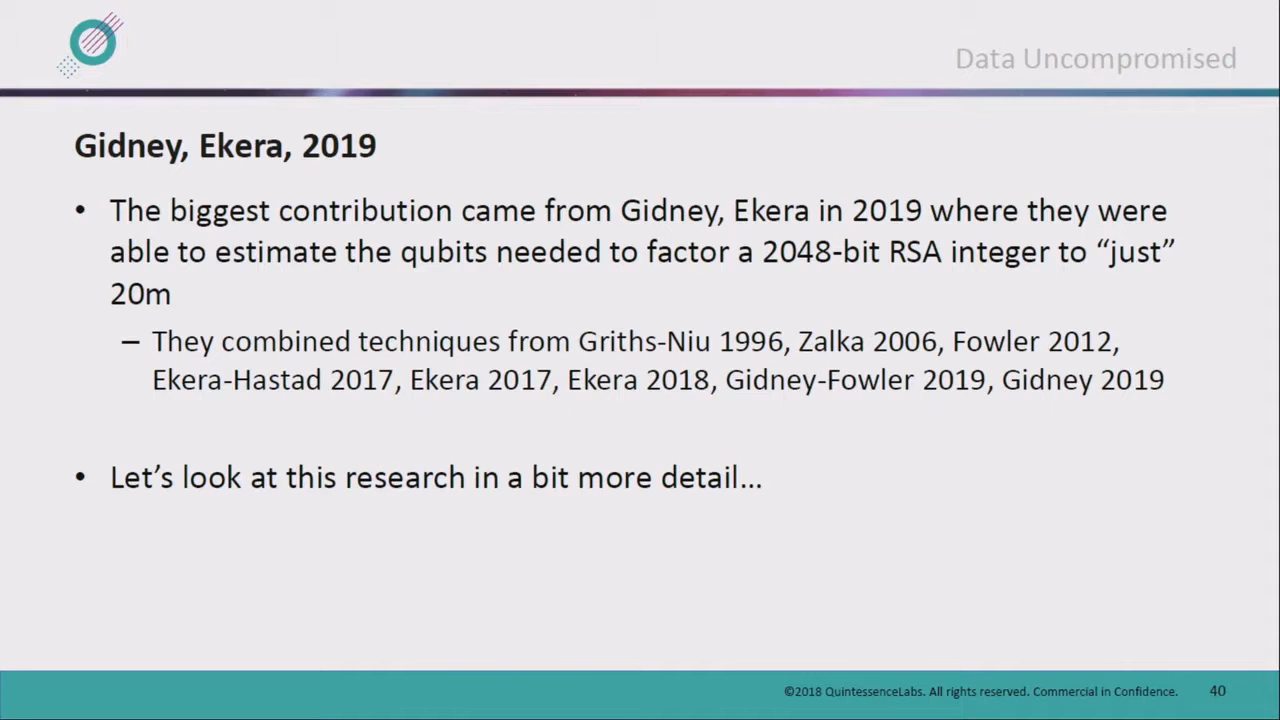 Data Uncompromised
Gidney, Ekera, 2019
• The biggest contribution came from Gidney, Ekera in 2019 where they were
able to estimate the qubits needed to factor a 2048-bit RSA integer to “just”
20m
– They combined techniques from Griths-Niu 1996, Zalka 2006, Fowler 2012,
Ekera-Hastad 2017, Ekera 2017, Ekera 2018, Gidney-Fowler 2019, Gidney 2019
• Let’s look at this research in a bit more detail…
©2018 QuintessenceLabs. All rights reserved. Commercial in Confidence. 40